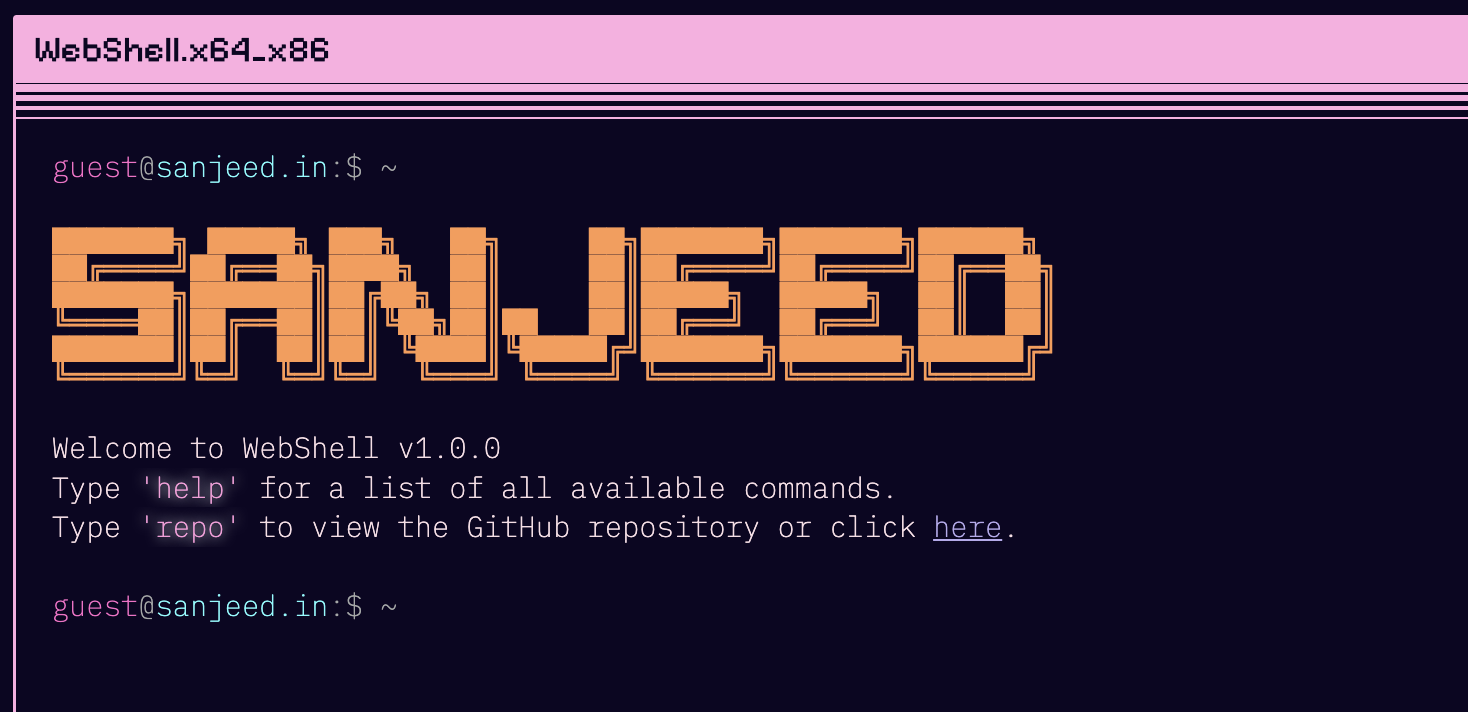 WebShell.x64_x86
guest@sanjeed.in:$ ~
SANJEED
Welcome to WebShell v1.0.0
Type 'help' for a list of all available commands.
Type 'repo' to view the GitHub repository or click here.
guest@sanjeed.in:$ ~